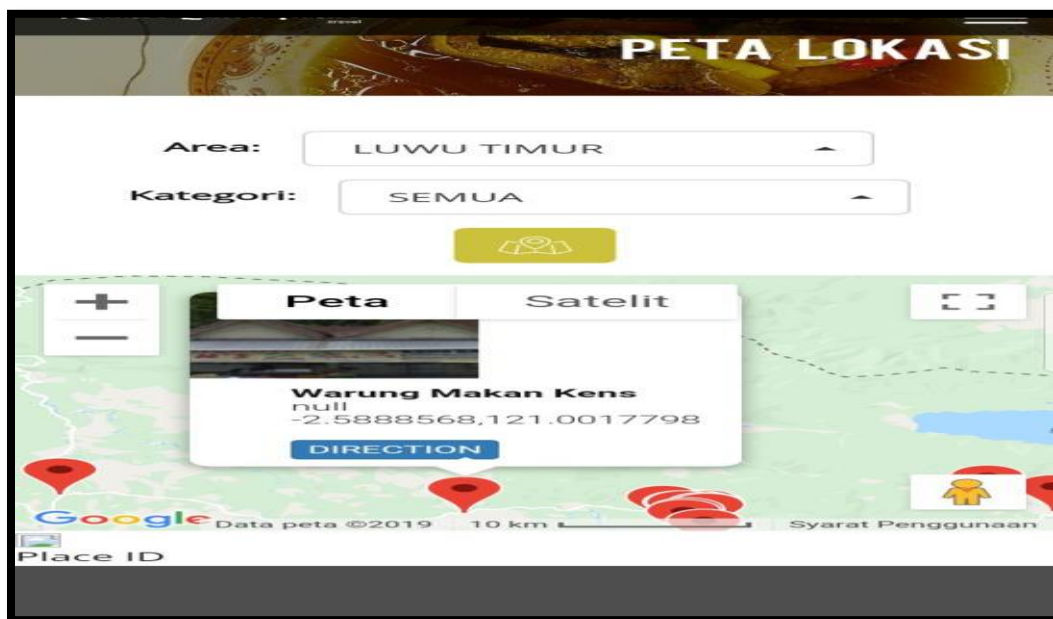 travel
PETA LOKASI
Area: LUWU TIMUR
Kategori: SEMUA
Peta Satelit
Warung Makan Kens
null
-2.5888568,121.0017798
DIRECTION
Google Data peta ©2019 10 km Syarat Penggunaan
Place ID